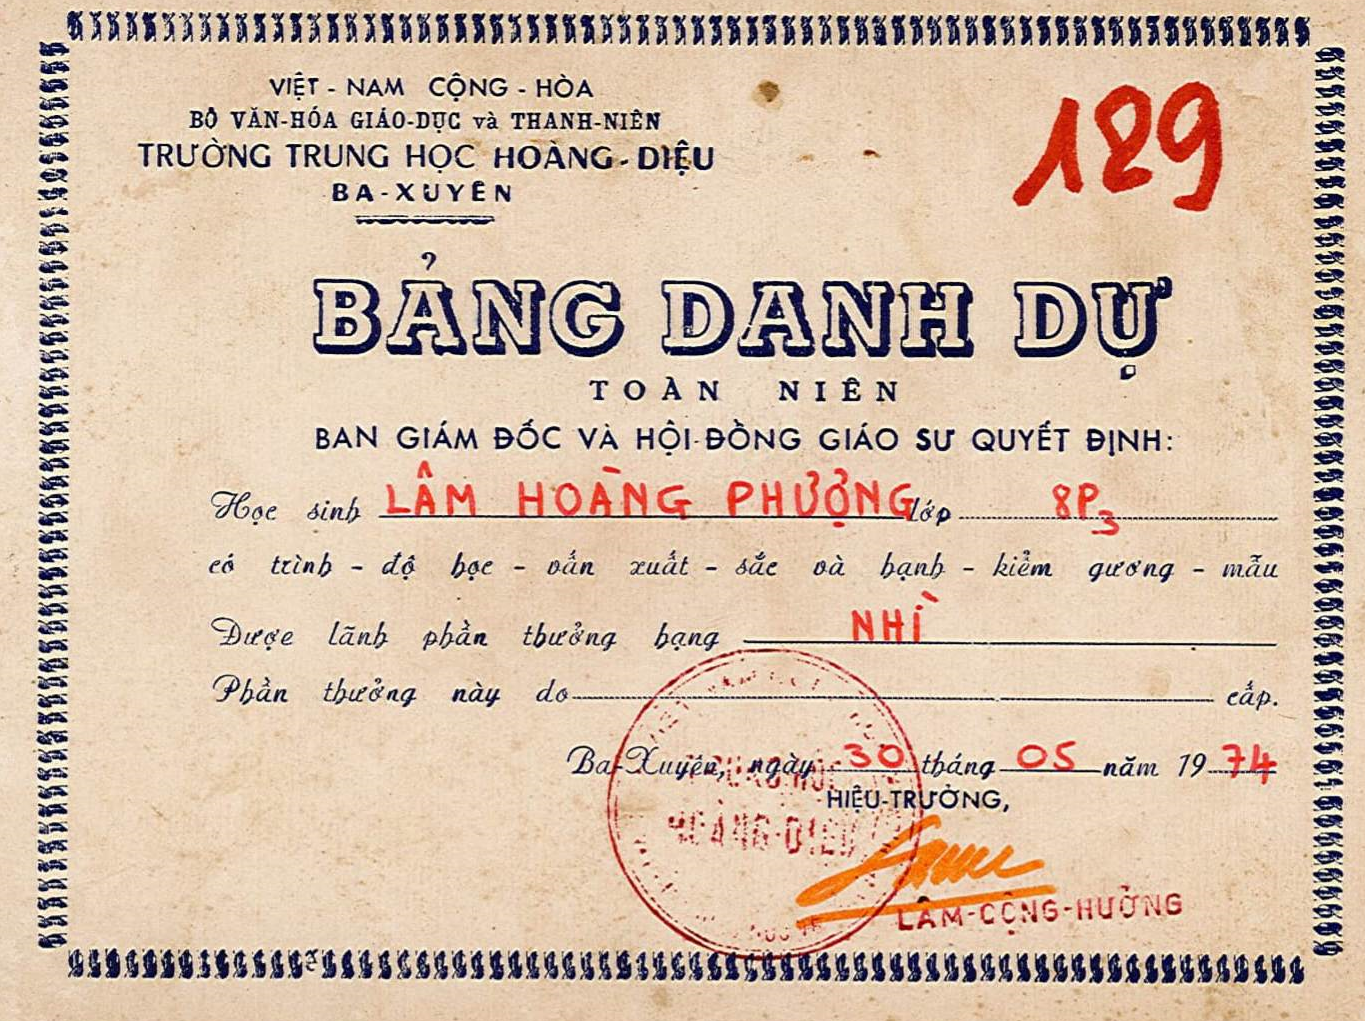 VIỆT - NAM CỘNG - HÒA
BỘ VĂN-HÓA GIÁO-DỤC và THANH-NIÊN
TRƯỜNG TRUNG HỌC HOÀNG-DIỆU
BA-XUYÊN
189
BẢNG DANH DỰ
TOÀN NIÊN
BAN GIÁM ĐỐC VÀ HỘI-ĐỒNG GIÁO SƯ QUYẾT ĐỊNH:
Học sinh LÂM HOÀNG PHƯỢNG lớp 8P3
có trình - độ học - vấn xuất - sắc và hạnh - kiểm gương - mẫu
Được lãnh phần thưởng hạng NHÌ
Phần thưởng này do cấp.
Ba-Xuyên, ngày 30 tháng 05 năm 1974
HIỆU-TRƯỞNG,
TRUNG HỌC
HOÀNG-DIỆU
LÂM-CỘNG-HƯỞNG